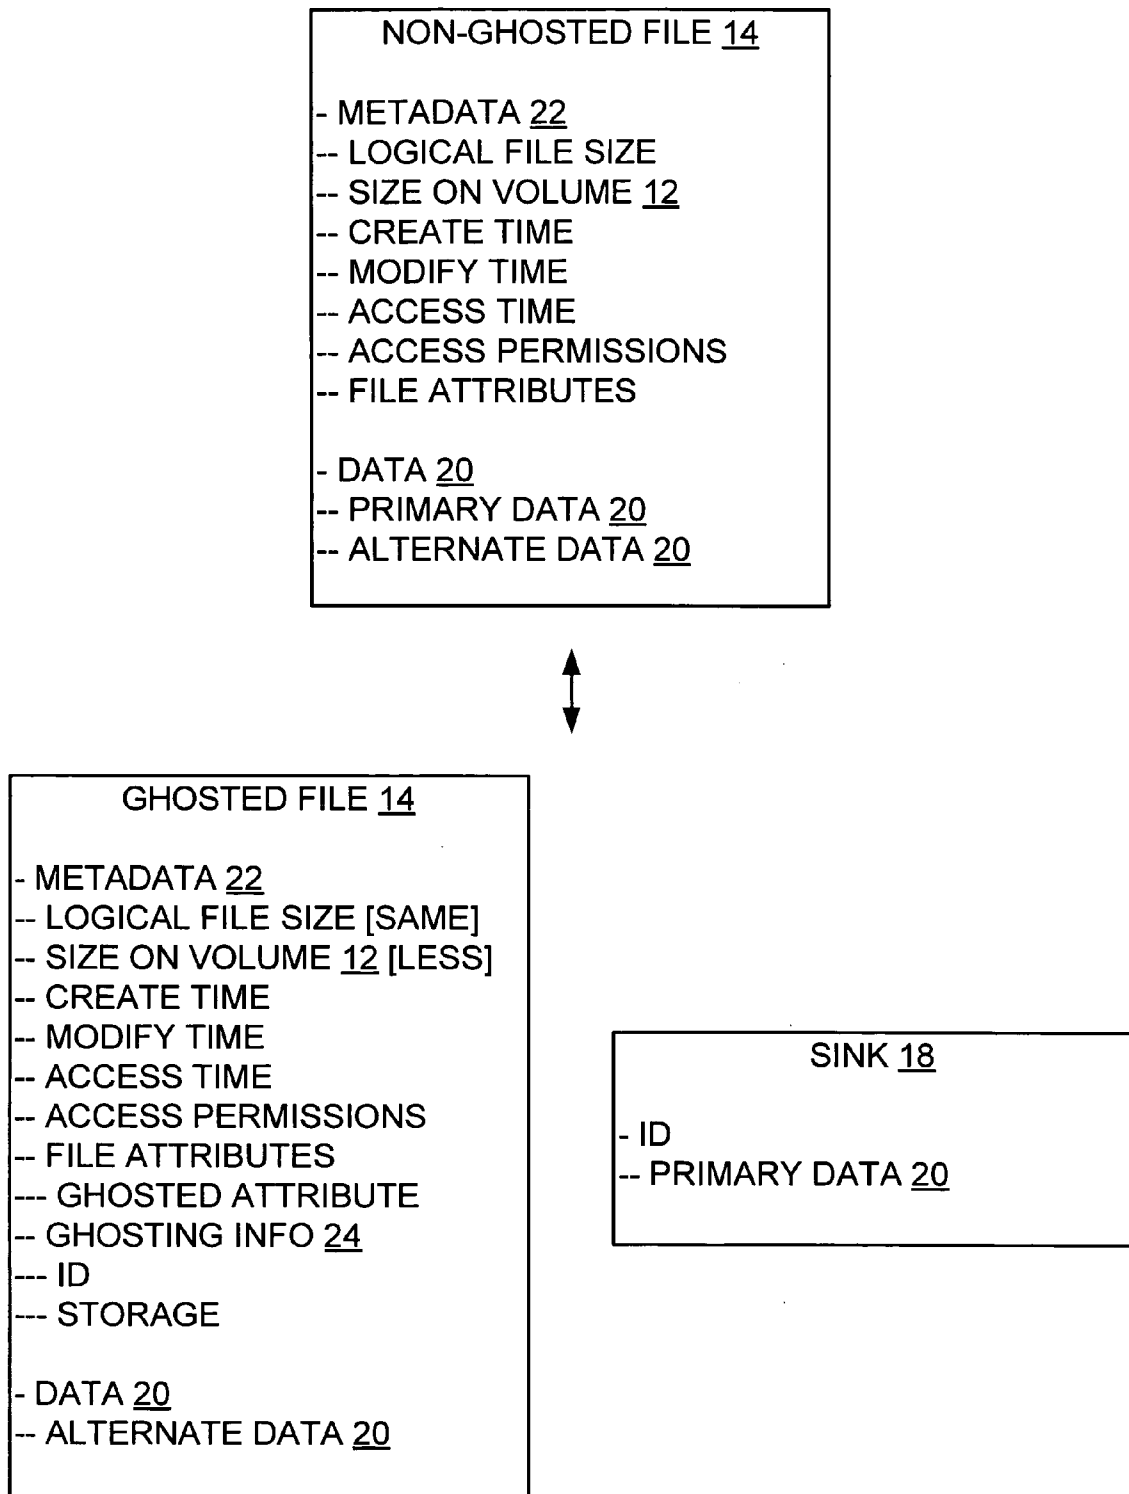 NON-GHOSTED FILE 14
- METADATA 22
-- LOGICAL FILE SIZE
-- SIZE ON VOLUME 12
-- CREATE TIME
-- MODIFY TIME
-- ACCESS TIME
-- ACCESS PERMISSIONS
-- FILE ATTRIBUTES
- DATA 20
-- PRIMARY DATA 20
-- ALTERNATE DATA 20
GHOSTED FILE 14
- METADATA 22
-- LOGICAL FILE SIZE [SAME]
-- SIZE ON VOLUME 12 [LESS]
-- CREATE TIME
-- MODIFY TIME
-- ACCESS TIME
-- ACCESS PERMISSIONS
-- FILE ATTRIBUTES
--- GHOSTED ATTRIBUTE
-- GHOSTING INFO 24
--- ID
--- STORAGE
- DATA 20
-- ALTERNATE DATA 20
SINK 18
- ID
-- PRIMARY DATA 20